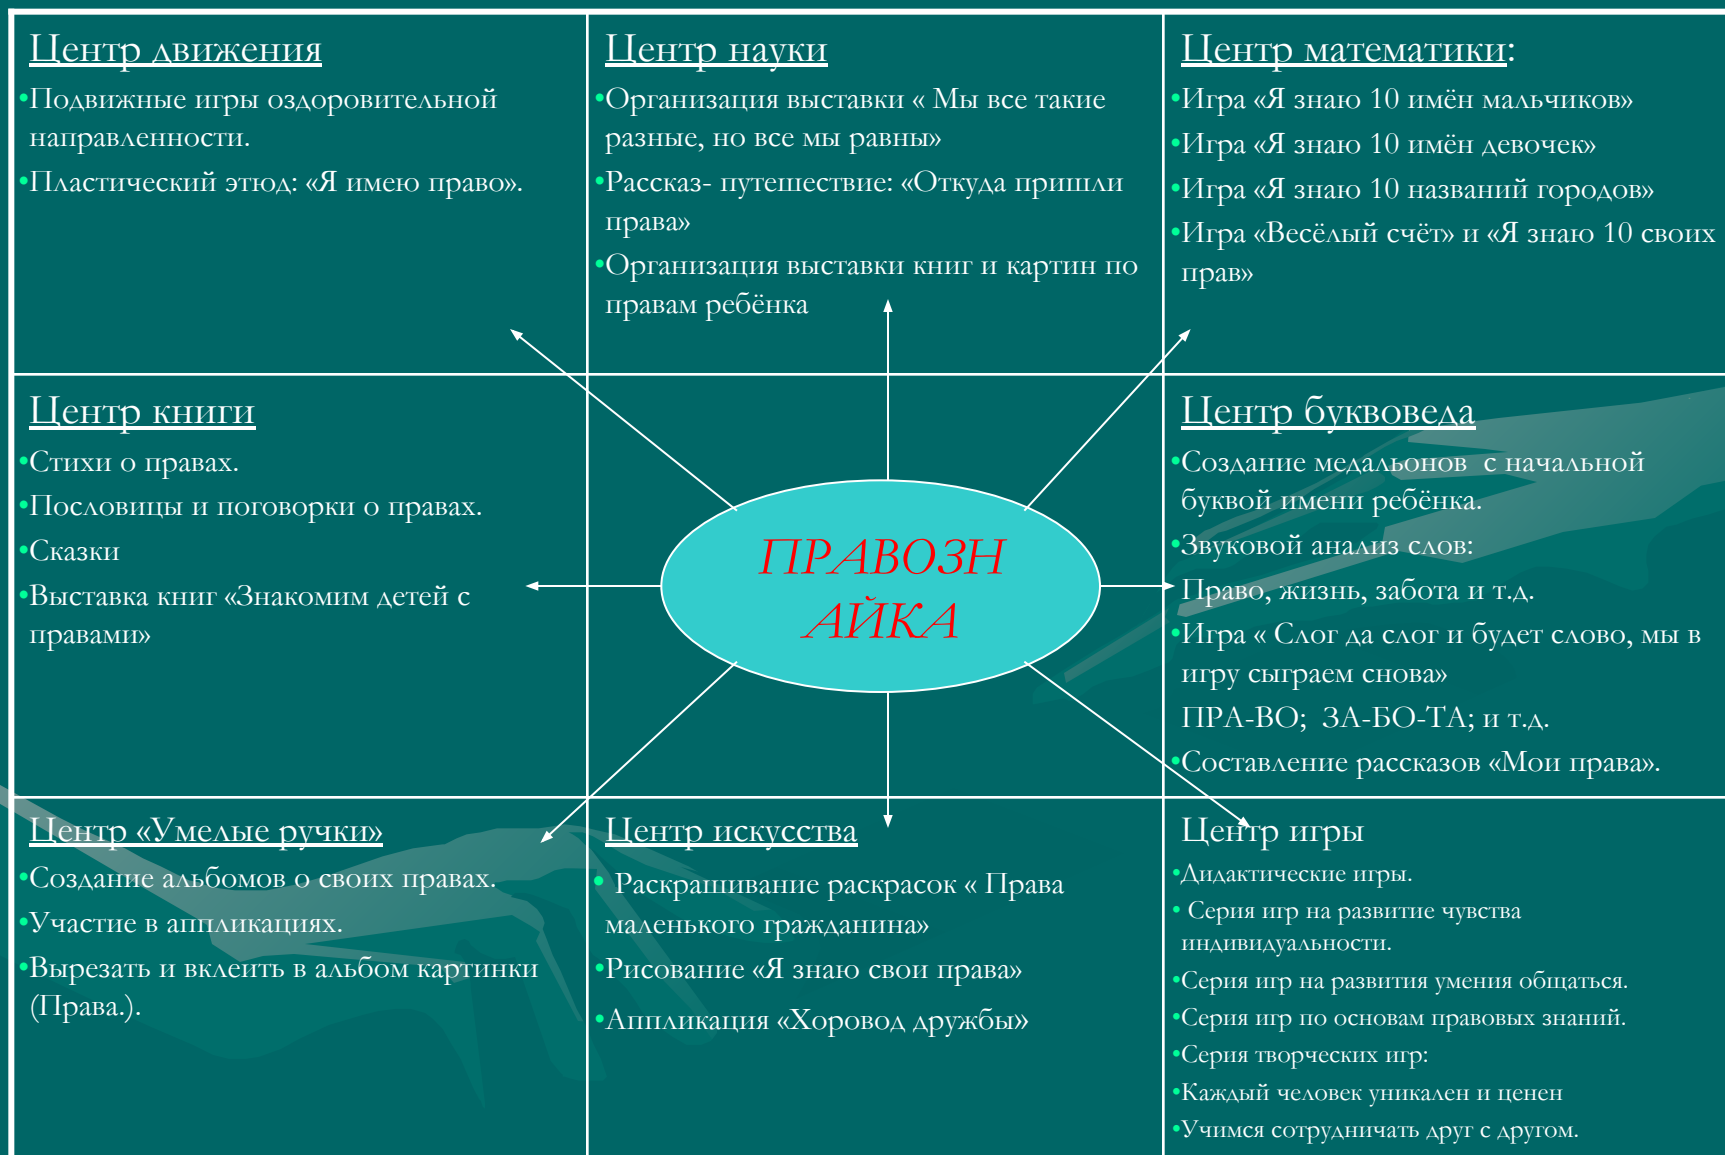 Центр движения
•Подвижные игры оздоровительной
направленности.
•Пластический этюд: «Я имею право».
Центр науки
•Организация выставки « Мы все такие
разные, но все мы равны»
•Рассказ- путешествие: «Откуда пришли
права»
•Организация выставки книг и картин по
правам ребёнка
Центр математики:
•Игра «Я знаю 10 имён мальчиков»
•Игра «Я знаю 10 имён девочек»
•Игра «Я знаю 10 названий городов»
•Игра «Весёлый счёт» и «Я знаю 10 своих
прав»
Центр книги
•Стихи о правах.
•Пословицы и поговорки о правах.
•Сказки
•Выставка книг «Знакомим детей с
правами»
ПРАВОЗН
АЙКА
Центр буквоведа
•Создание медальонов с начальной
буквой имени ребёнка.
•Звуковой анализ слов:
Право, жизнь, забота и т.д.
•Игра « Слог да слог и будет слово, мы в
игру сыграем снова»
ПРА-ВО; ЗА-БО-ТА; и т.д.
•Составление рассказов «Мои права».
Центр «Умелые ручки»
•Создание альбомов о своих правах.
•Участие в аппликациях.
•Вырезать и вклеить в альбом картинки
(Права.).
Центр искусства
• Раскрашивание раскрасок « Права
маленького гражданина»
•Рисование «Я знаю свои права»
•Аппликация «Хоровод дружбы»
Центр игры
•Дидактические игры.
• Серия игр на развитие чувства
индивидуальности.
•Серия игр на развития умения общаться.
•Серия игр по основам правовых знаний.
•Серия творческих игр:
•Каждый человек уникален и ценен
•Учимся сотрудничать друг с другом.